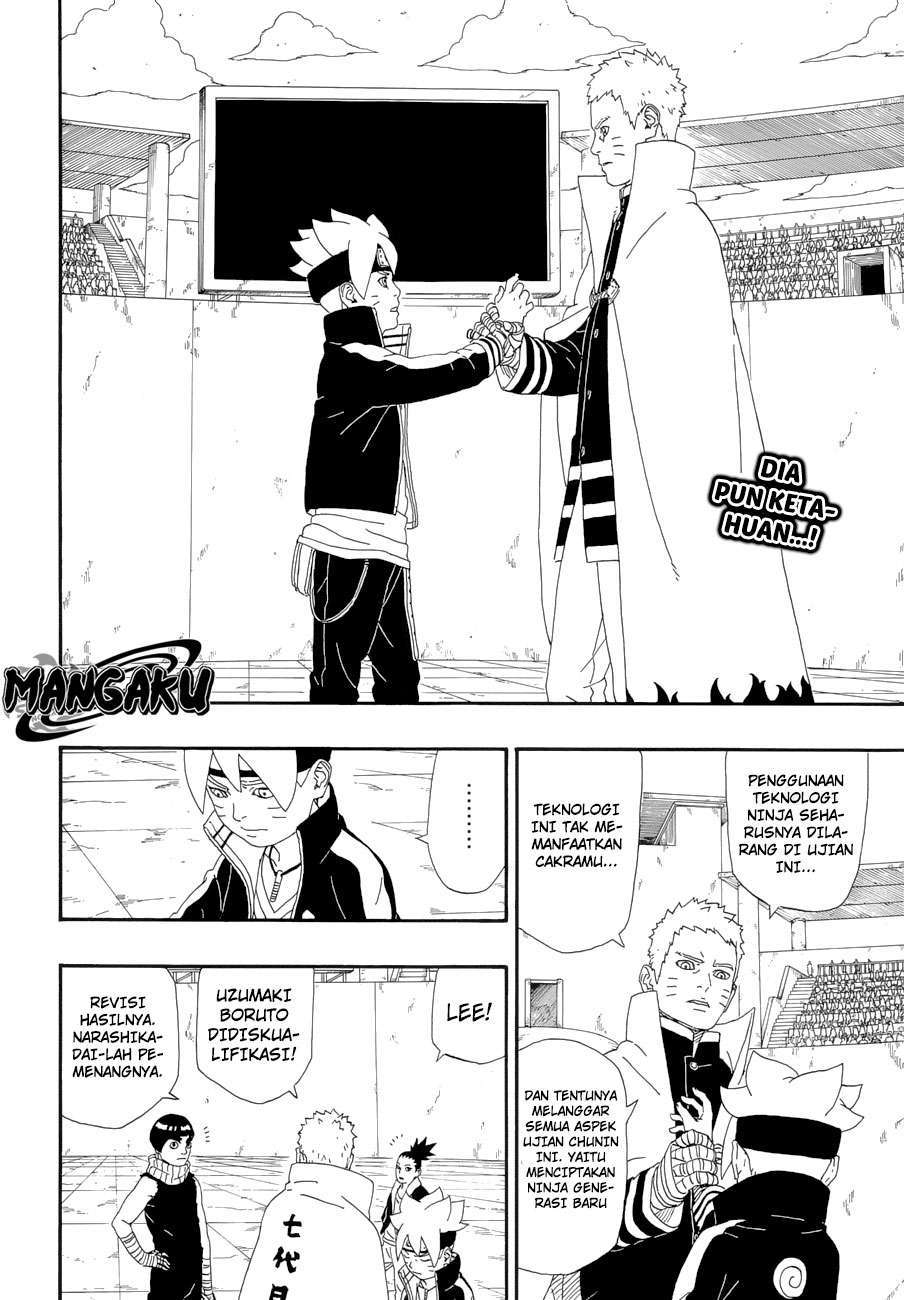 DIA
PUN KETA-
HUAN...!
MANGAKU
PENGGUNAAN
TEKNOLOGI
NINJA SEHA-
RUSNYA DILA-
RANG DI UJIAN
INI...
TEKNOLOGI
INI TAK ME-
MANFAATKAN
CAKRAMU...
DAN TENTUNYA
MELANGGAR
SEMUA ASPEK
UJIAN CHUNIN
INI. YAITU
MENCIPTAKAN
NINJA GENE-
RASI BARU
.........
LEE!
UZUMAKI
BORUTO
DIDISKUA-
LIFIKASI!
REVISI
HASILNYA.
NARASHIKA-
DAI-LAH PE-
MENANGNYA.
七代目